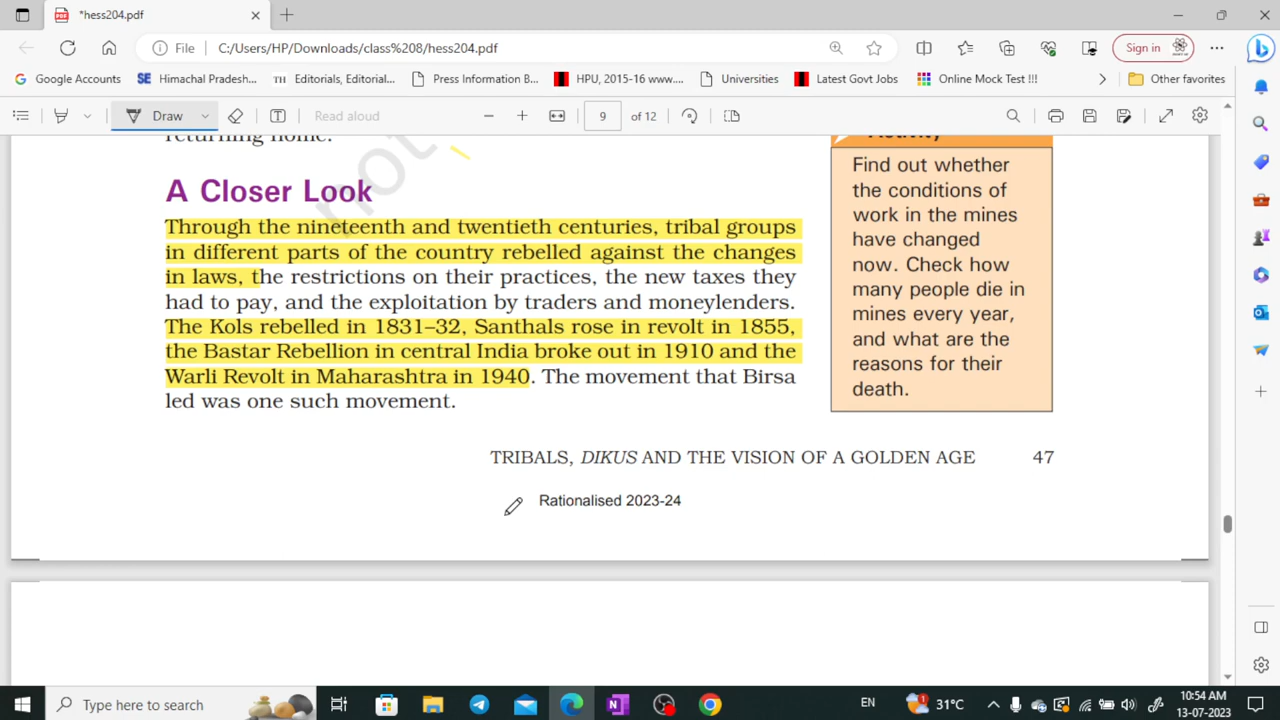 *hess204.pdf
File C:/Users/HP/Downloads/class%208/hess204.pdf
Sign in
Google Accounts
SE Himachal Pradesh...
TH Editorials, Editorial...
Press Information B...
HPU, 2015-16 www....
Universities
Latest Govt Jobs
Online Mock Test !!!
Other favorites
Draw
Read aloud
9 of 12
returning home.
not
A Closer Look
Through the nineteenth and twentieth centuries, tribal groups
in different parts of the country rebelled against the changes
in laws, the restrictions on their practices, the new taxes they
had to pay, and the exploitation by traders and moneylenders.
The Kols rebelled in 1831–32, Santhals rose in revolt in 1855,
the Bastar Rebellion in central India broke out in 1910 and the
Warli Revolt in Maharashtra in 1940. The movement that Birsa
led was one such movement.
Activity
Find out whether
the conditions of
work in the mines
have changed
now. Check how
many people die in
mines every year,
and what are the
reasons for their
death.
TRIBALS, DIKUS AND THE VISION OF A GOLDEN AGE 47
Rationalised 2023-24
Type here to search
EN
31°C
10:54 AM
13-07-2023